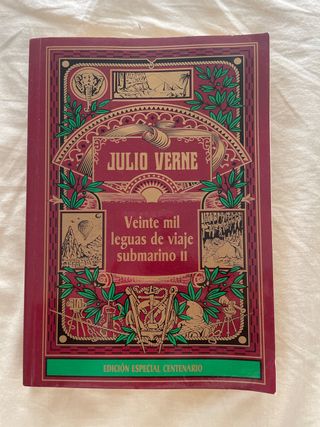 JULIO VERNE
Veinte mil
leguas de viaje
submarino II
EDICIÓN ESPECIAL CENTENARIO